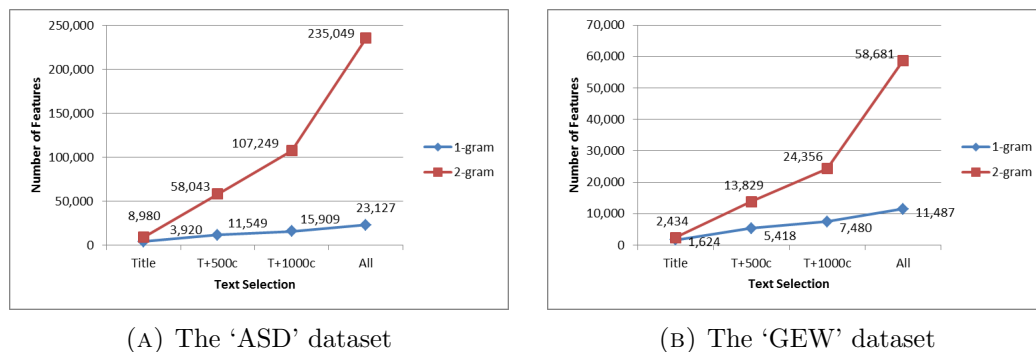 250,000
200,000
150,000
100,000
50,000
0
Number of Features
235,049
107,249
58,043
8,980
3,920
11,549
15,909
23,127
Title
T+500c
T+1000c
All
Text Selection
1-gram
2-gram
(A) The ‘ASD’ dataset
70,000
60,000
50,000
40,000
30,000
20,000
10,000
0
Number of Features
58,681
24,356
13,829
2,434
1,624
5,418
7,480
11,487
Title
T+500c
T+1000c
All
Text Selection
1-gram
2-gram
(B) The ‘GEW’ dataset